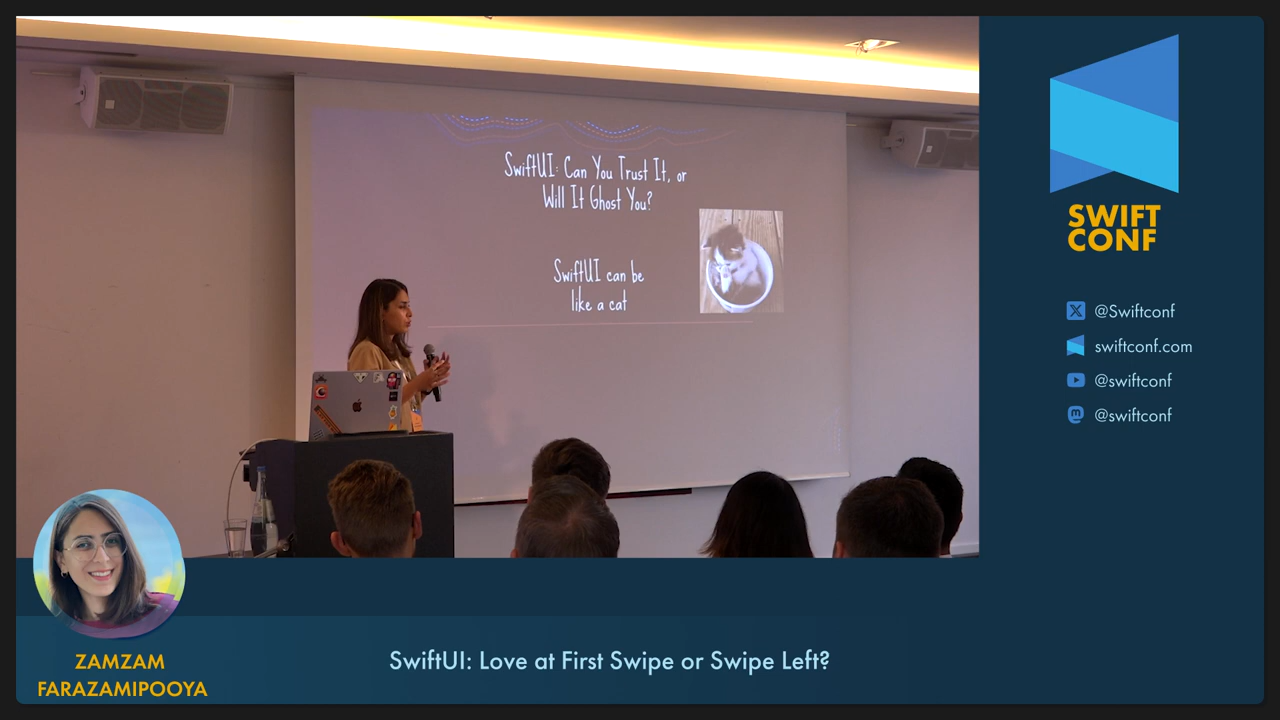 SwiftUI: Can You Trust It, or
Will It Ghost You?
SwiftUI can be
like a cat
SWIFT
CONF
@Swiftconf
swiftconf.com
@swiftconf
@swiftconf
ZAMZAM
FARAZAMIPOOYA
SwiftUI: Love at First Swipe or Swipe Left?